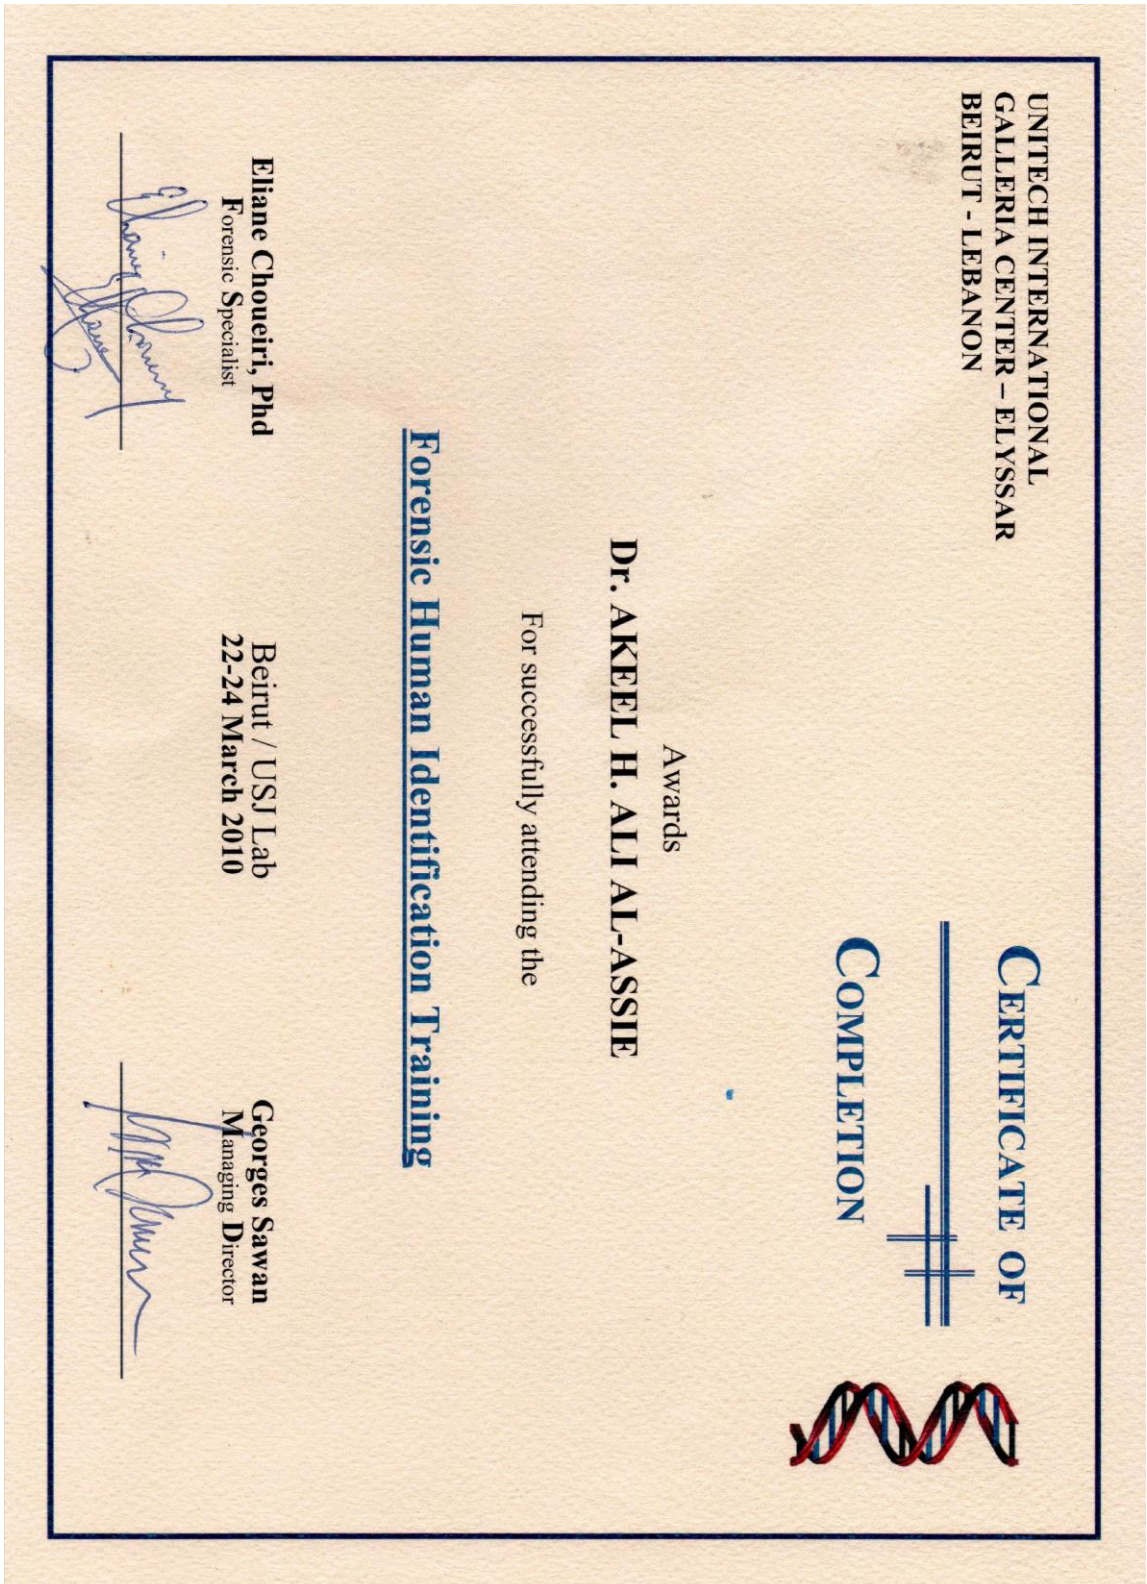 UNITECH INTERNATIONAL
GALLERIA CENTER – ELYSSAR
BEIRUT - LEBANON
CERTIFICATE OF
COMPLETION
Awards
Dr. AKEEL H. ALI AL-ASSIE
For successfully attending the
Forensic Human Identification Training
Eliane Choueiri, Phd
Forensic Specialist
Beirut / USJ Lab
22-24 March 2010
Georges Sawan
Managing Director